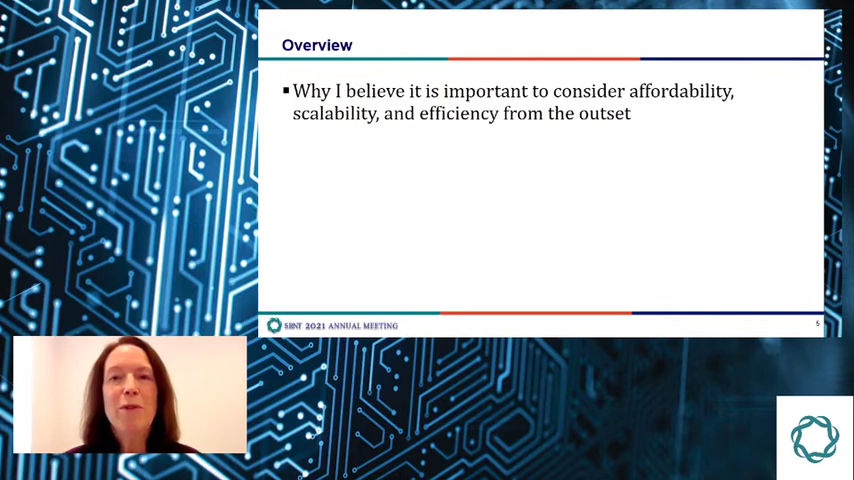 Overview
▪ Why I believe it is important to consider affordability,
scalability, and efficiency from the outset
SRNT 2021 ANNUAL MEETING
5